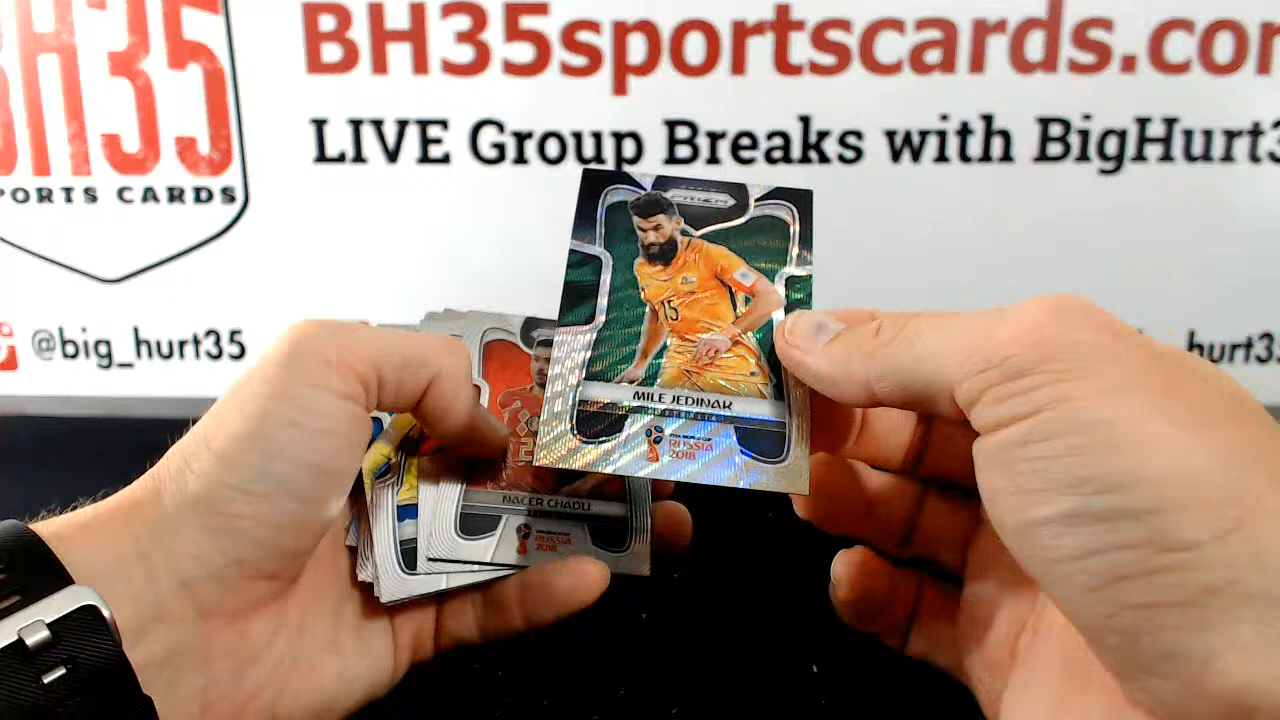 BH35sportscards.com
LIVE Group Breaks with BigHurt3
BH35
PORTS CARDS
@big_hurt35
hurt35
PRIZM
15
MILE JEDINAK
RUSSIA
2018
NACER CHADLI
RUSSIA
2018